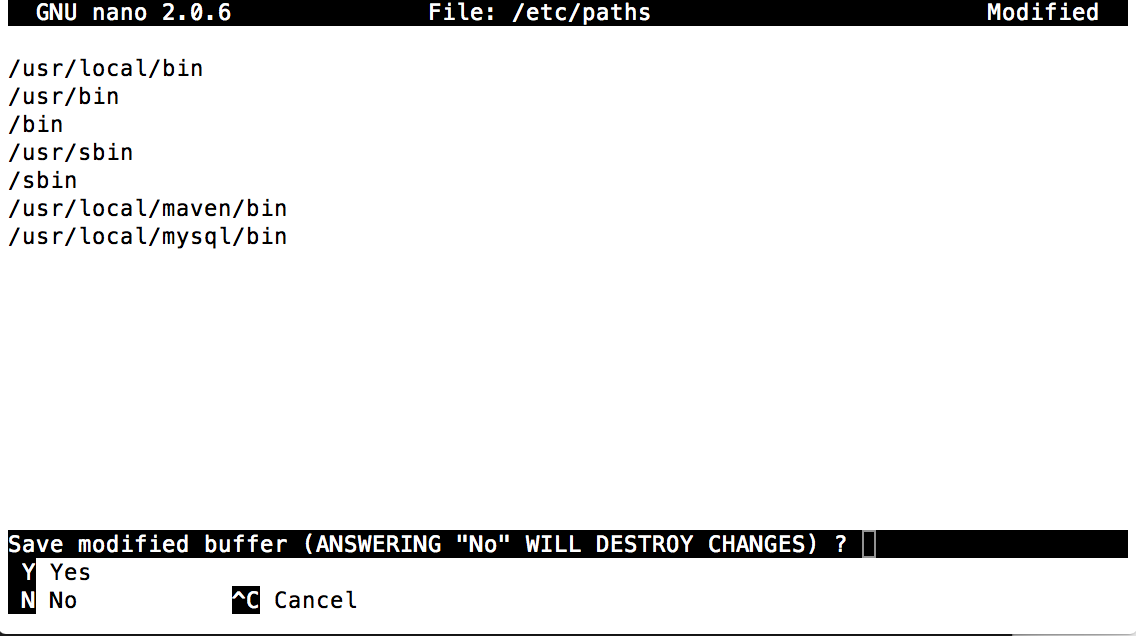 GNU nano 2.0.6 File: /etc/paths Modified
/usr/local/bin
/usr/bin
/bin
/usr/sbin
/sbin
/usr/local/maven/bin
/usr/local/mysql/bin
Save modified buffer (ANSWERING "No" WILL DESTROY CHANGES) ?
Y Yes
N No ^C Cancel